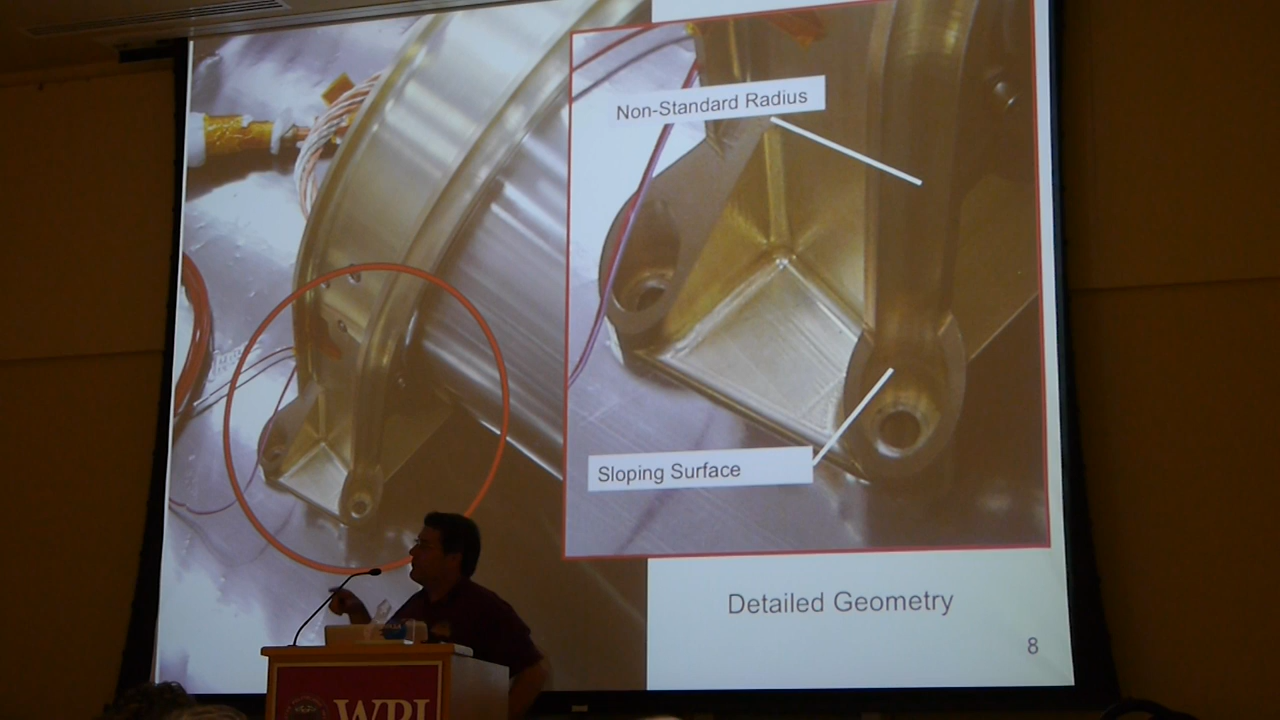 Non-Standard Radius
Sloping Surface
Detailed Geometry
8
WPI